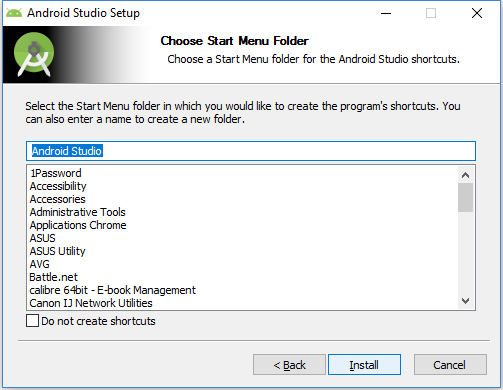 Android Studio Setup
Choose Start Menu Folder
Choose a Start Menu folder for the Android Studio shortcuts.
Select the Start Menu folder in which you would like to create the program's shortcuts. You
can also enter a name to create a new folder.
Android Studio
1Password
Accessibility
Accessories
Administrative Tools
Applications Chrome
ASUS
ASUS Utility
AVG
Battle.net
calibre 64bit - E-book Management
Canon IJ Network Utilities
Do not create shortcuts
< Back
Install
Cancel